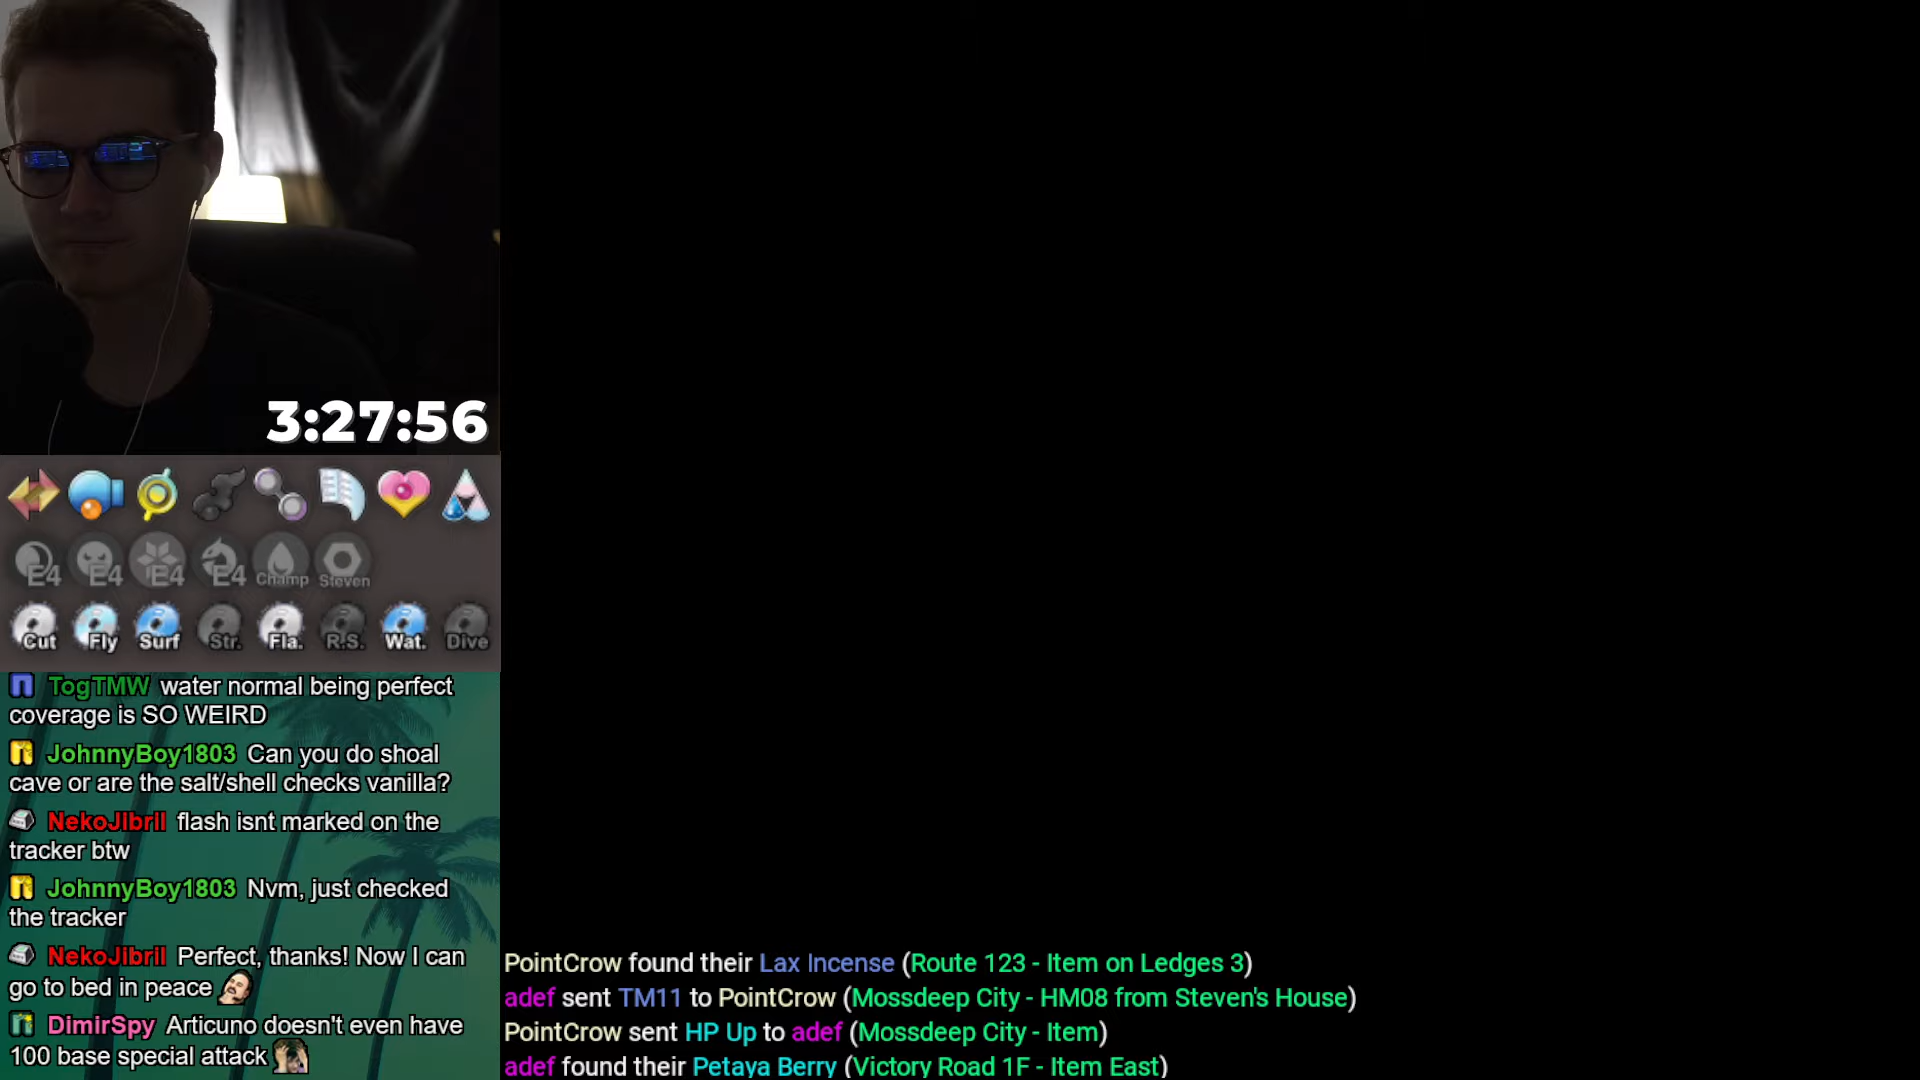 3:27:56
E4 E4 E4 E4 Champ Steven
Cut Fly Surf Str. Fla. R.S. Wat. Dive
TogTMW water normal being perfect
coverage is SO WEIRD
JohnnyBoy1803 Can you do shoal
cave or are the salt/shell checks vanilla?
NekoJIbrII flash isnt marked on the
tracker btw
JohnnyBoy1803 Nvm, just checked
the tracker
NekoJIbrII Perfect, thanks! Now I can
go to bed in peace
DimirSpy Articuno doesn't even have
100 base special attack
PointCrow found their Lax Incense (Route 123 - Item on Ledges 3)
adef sent TM11 to PointCrow (Mossdeep City - HM08 from Steven's House)
PointCrow sent HP Up to adef (Mossdeep City - Item)
adef found their Petaya Berry (Victory Road 1F - Item East)